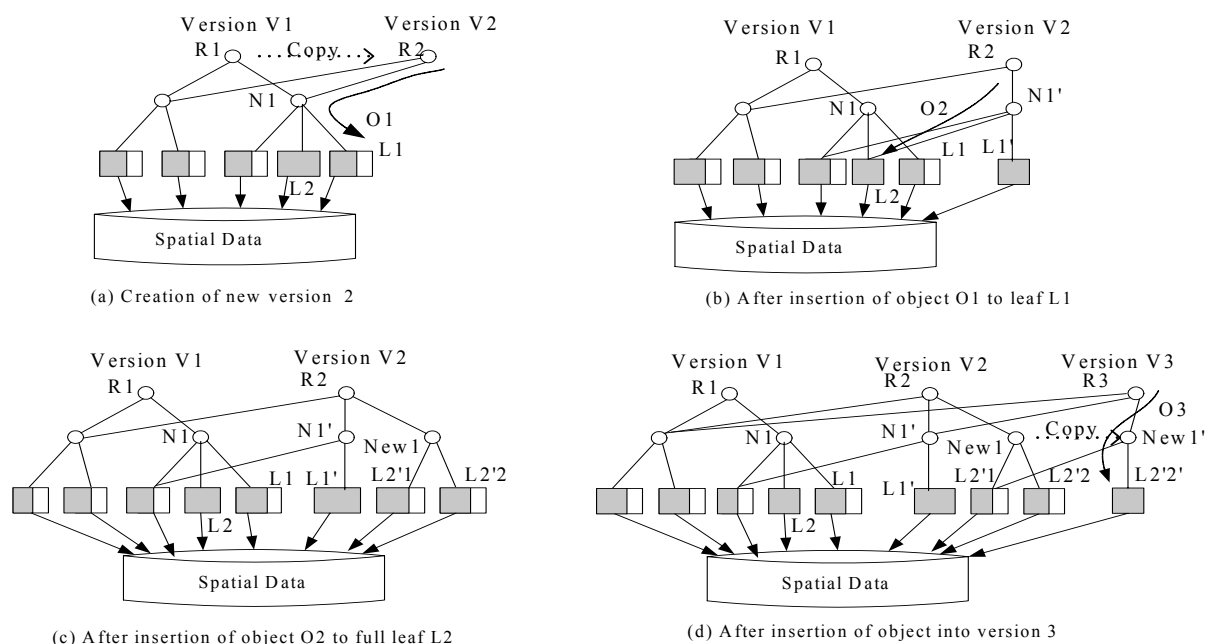 Version V1
Version V2
R1
Copy
R2
N1
O1
L1
L2
Spatial Data
(a) Creation of new version 2
Version V1
Version V2
R1
R2
N1
O2
N1'
L1
L1'
L2
Spatial Data
(b) After insertion of object O1 to leaf L1
Version V1
Version V2
R1
R2
N1
N1'
New1
L1
L1'
L2'1
L2'2
L2
Spatial Data
(c) After insertion of object O2 to full leaf L2
Version V1
Version V2
Version V3
R1
R2
R3
O3
N1
N1'
New1
Copy
New1'
L1
L1'
L2'1
L2'2
L2'2'
L2
Spatial Data
(d) After insertion of object into version 3